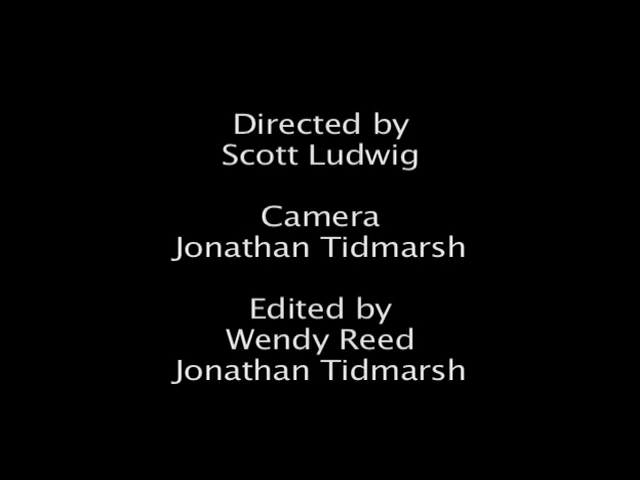 Directed by
Scott Ludwig
Camera
Jonathan Tidmarsh
Edited by
Wendy Reed
Jonathan Tidmarsh